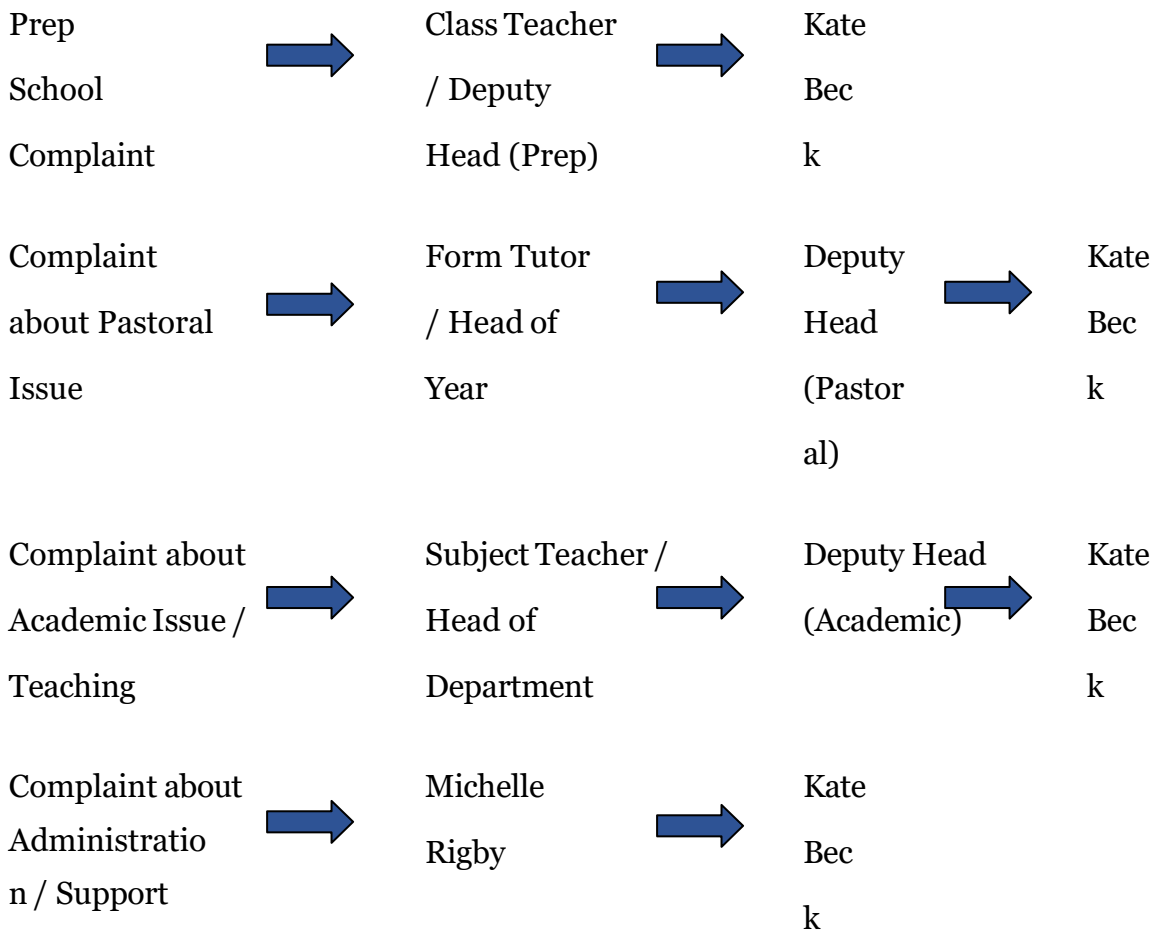 Prep
School
Complaint
Class Teacher
/ Deputy
Head (Prep)
Kate
Bec
k
Complaint
about Pastoral
Issue
Form Tutor
/ Head of
Year
Deputy
Head
(Pastor
al)
Kate
Bec
k
Complaint about
Academic Issue /
Teaching
Subject Teacher /
Head of
Department
Deputy Head
(Academic)
Kate
Bec
k
Complaint about
Administratio
n / Support
Michelle
Rigby
Kate
Bec
k